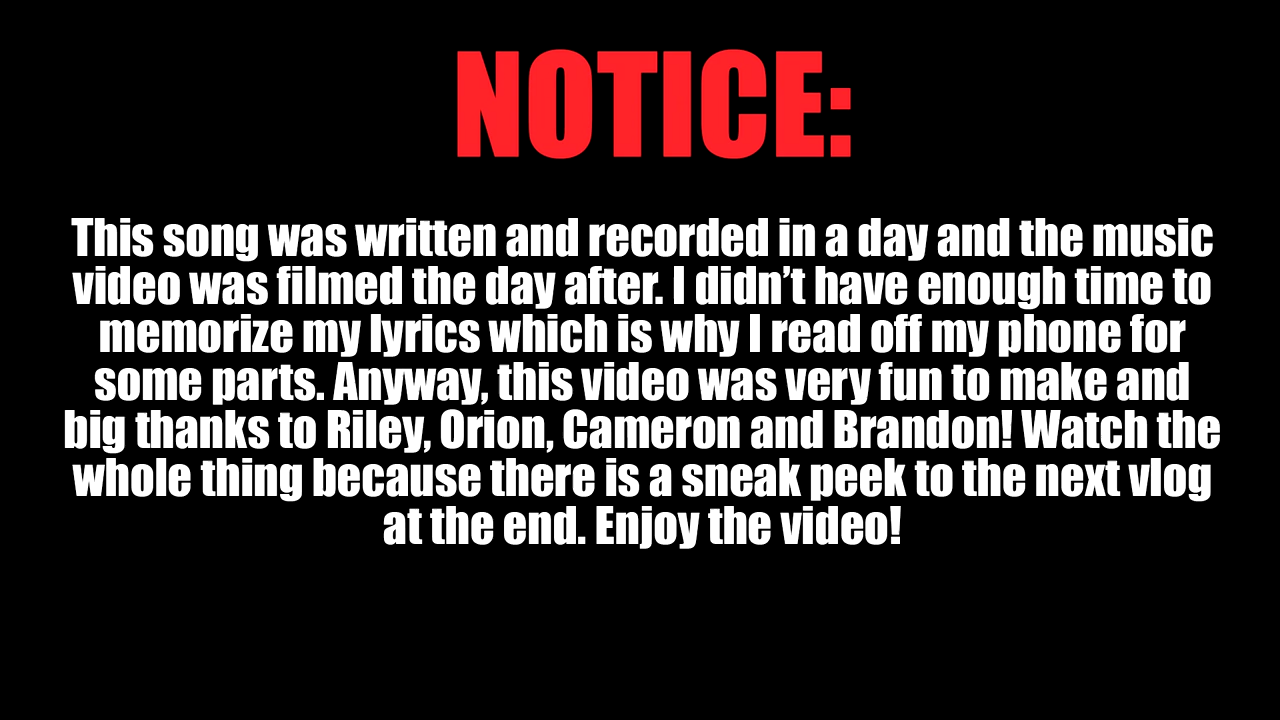 NOTICE:
This song was written and recorded in a day and the music
video was filmed the day after. I didn’t have enough time to
memorize my lyrics which is why I read off my phone for
some parts. Anyway, this video was very fun to make and
big thanks to Riley, Orion, Cameron and Brandon! Watch the
whole thing because there is a sneak peek to the next vlog
at the end. Enjoy the video!